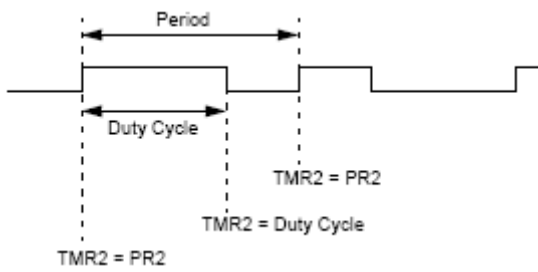 Period
Duty Cycle
TMR2 = PR2
TMR2 = Duty Cycle
TMR2 = PR2